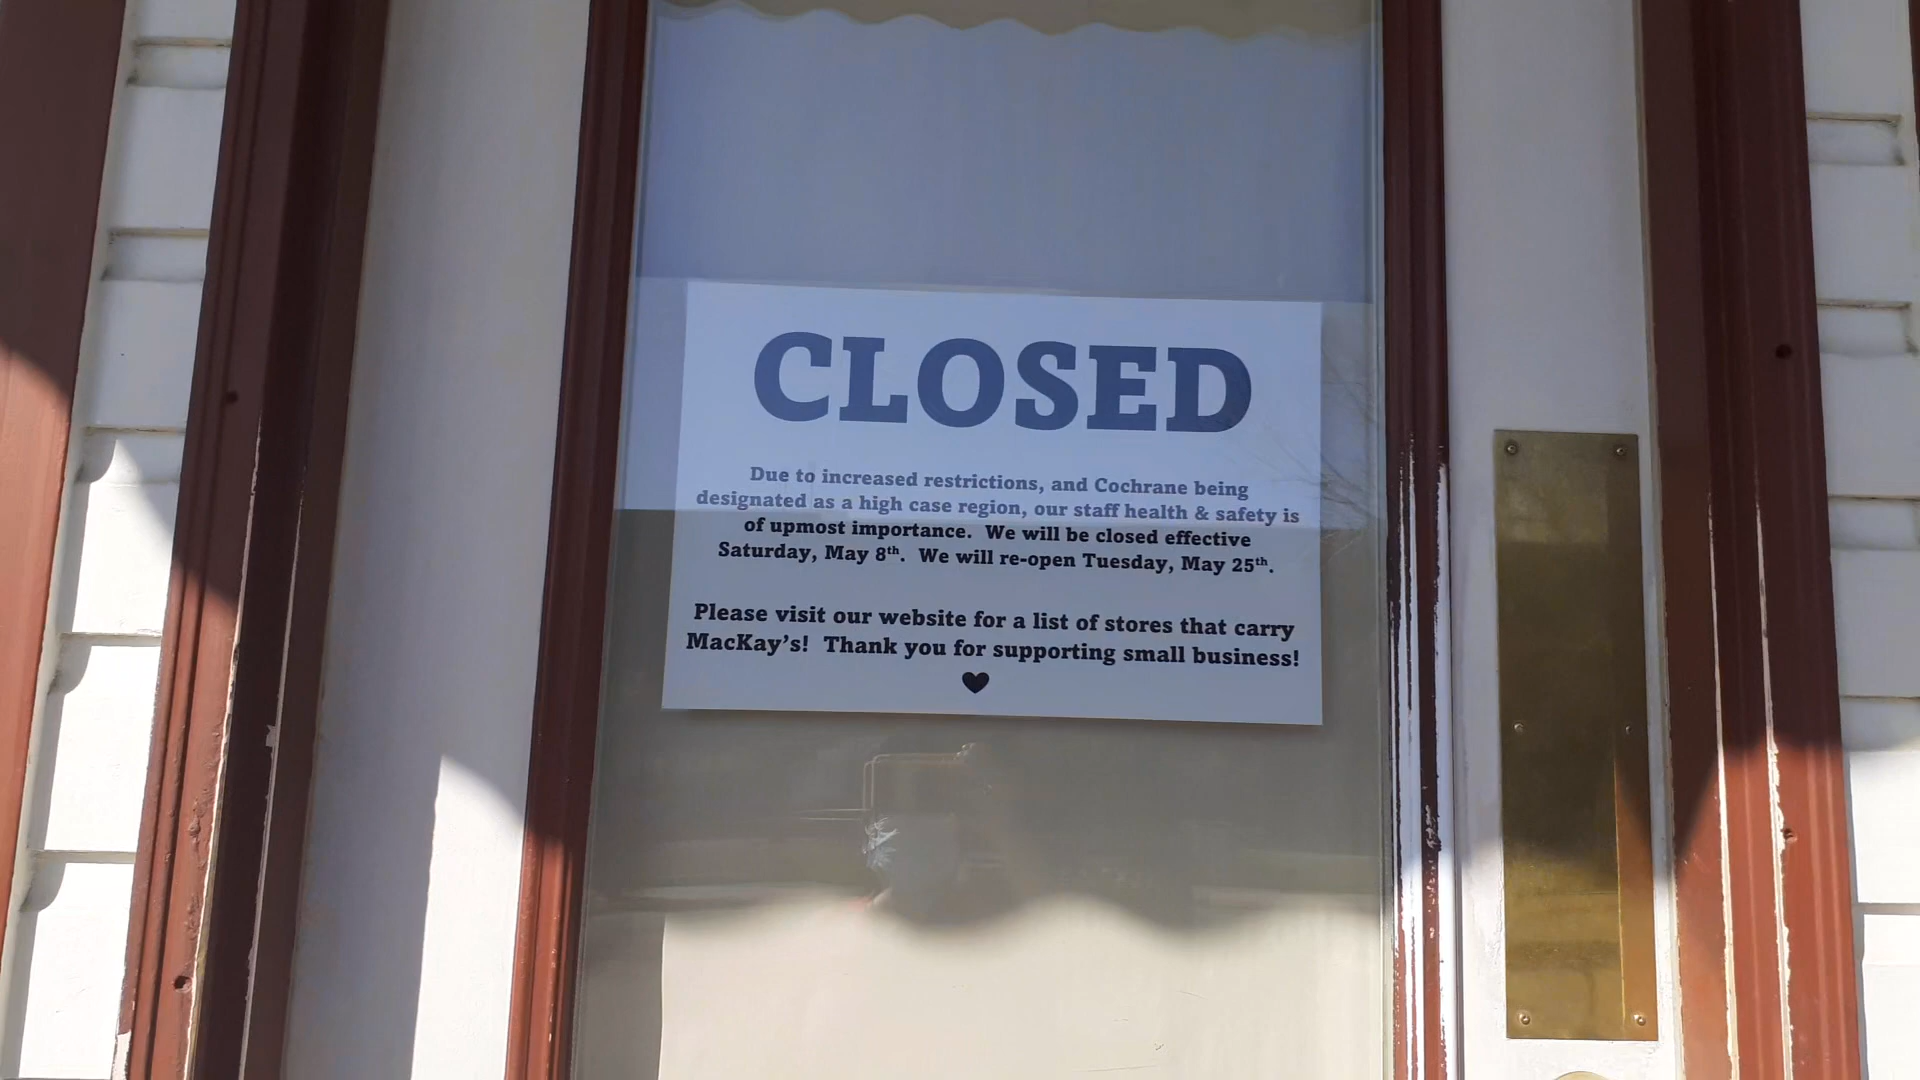 CLOSED
Due to increased restrictions, and Cochrane being
designated as a high case region, our staff health & safety is
of upmost importance. We will be closed effective
Saturday, May 8th. We will re-open Tuesday, May 25th.
Please visit our website for a list of stores that carry
MacKay's! Thank you for supporting small business!